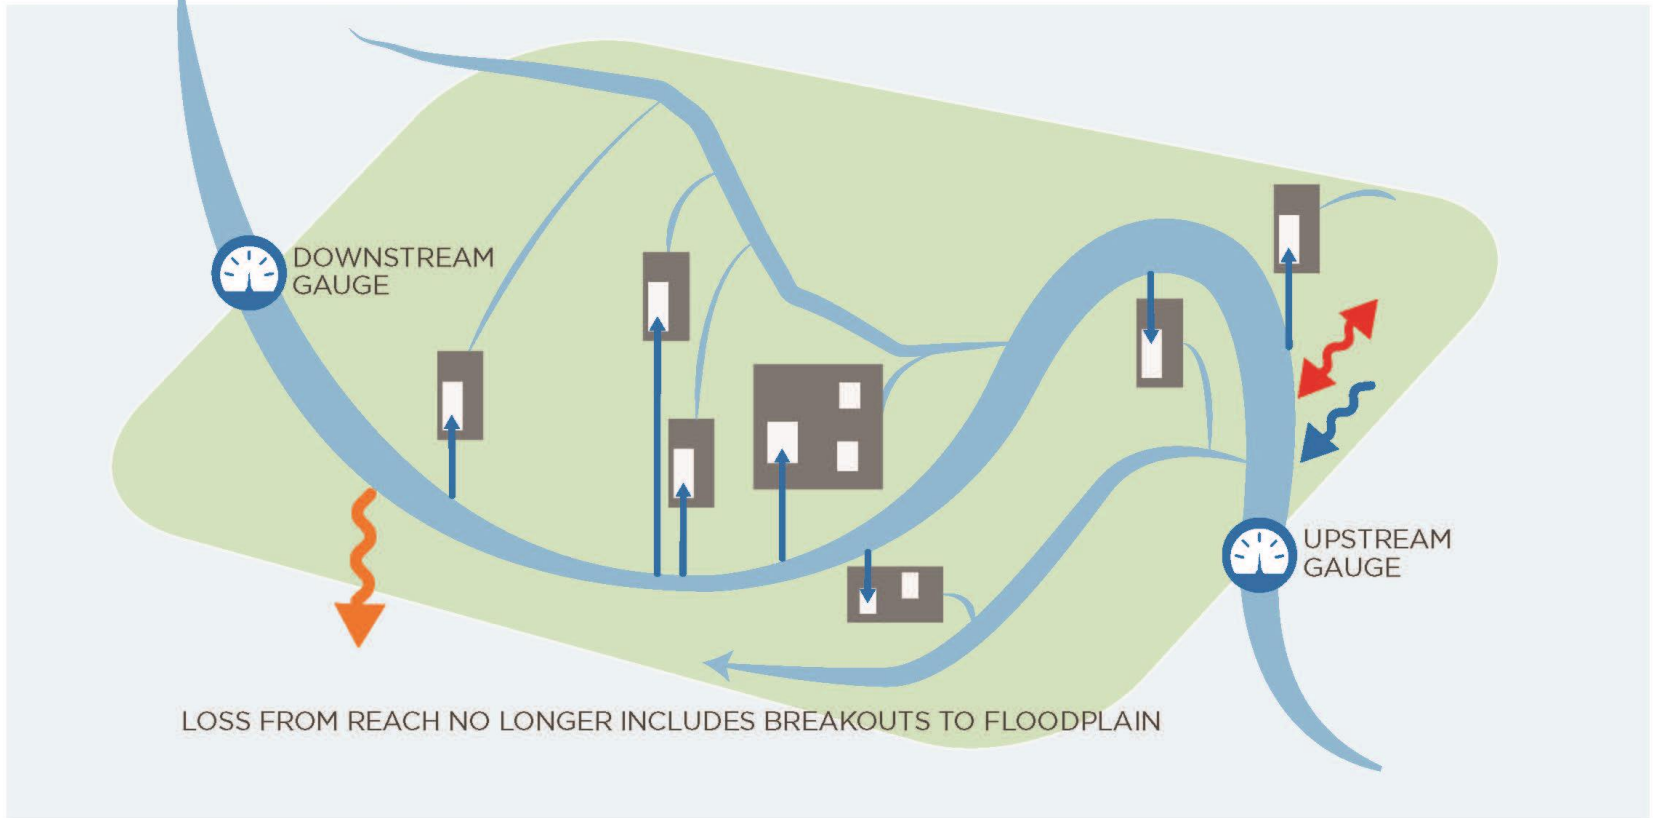 DOWNSTREAM
GAUGE
UPSTREAM
GAUGE
LOSS FROM REACH NO LONGER INCLUDES BREAKOUTS TO FLOODPLAIN